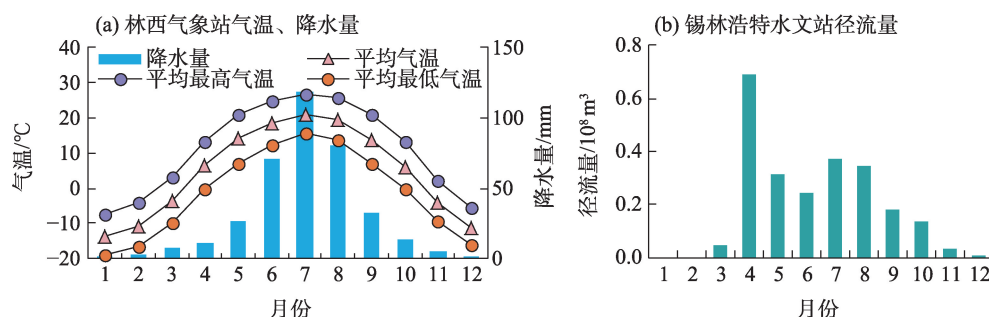 (a) 林西气象站气温、降水量
40
30
20
10
0
−10
−20
气温/℃
降水量
平均气温
平均最高气温
平均最低气温
150
100
50
0
降水量/mm
1 2 3 4 5 6 7 8 9 10 11 12
月份
(b) 锡林浩特水文站径流量
0.8
0.6
0.4
0.2
0.0
径流量/10⁸ m³
1 2 3 4 5 6 7 8 9 10 11 12
月份